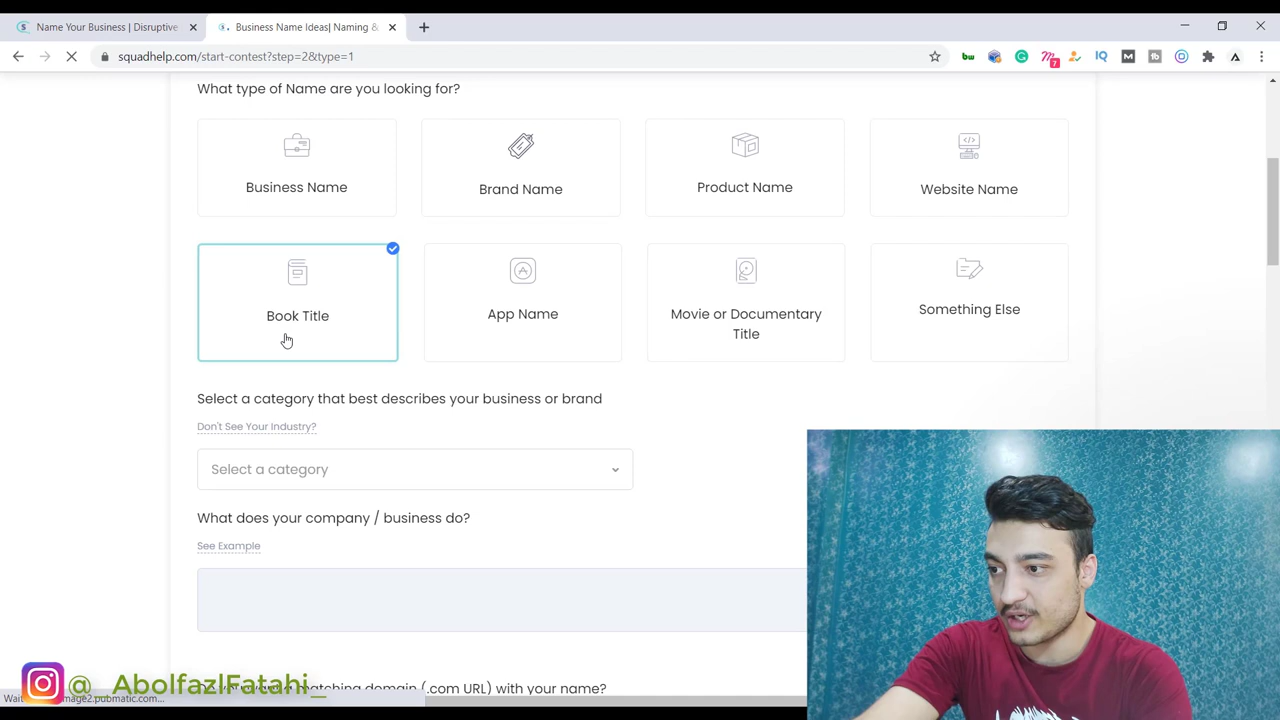 Name Your Business | Disruptive
Business Name Ideas| Naming &
squadhelp.com/start-contest?step=2&type=1
7
What type of Name are you looking for?
Business Name
Brand Name
Product Name
Website Name
Book Title
App Name
Movie or Documentary
Title
Something Else
Select a category that best describes your business or brand
Don't See Your Industry?
Select a category
What does your company / business do?
See Example
matching domain (.com URL) with your name?
@_AbolfazlFatahi_